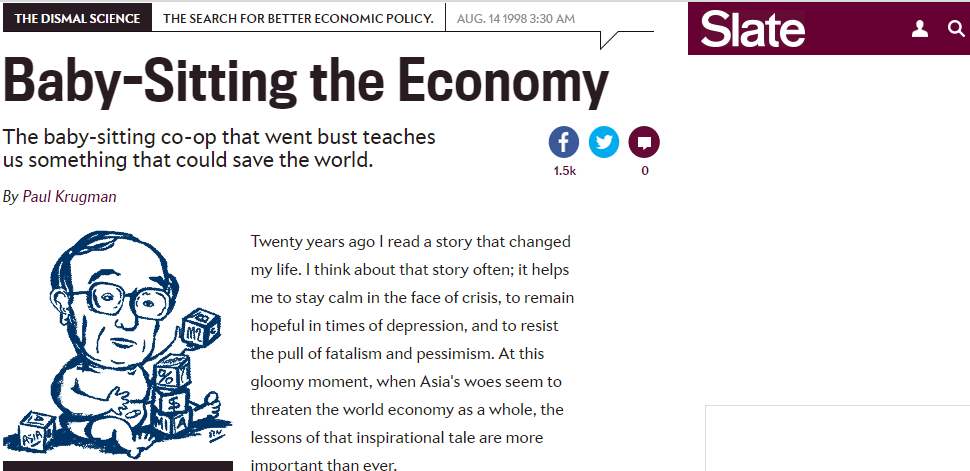 THE DISMAL SCIENCE THE SEARCH FOR BETTER ECONOMIC POLICY. AUG. 14 1998 3:30 AM
Slate
Baby-Sitting the Economy
The baby-sitting co-op that went bust teaches
us something that could save the world.
1.5k 0
By Paul Krugman
Twenty years ago I read a story that changed
my life. I think about that story often; it helps
me to stay calm in the face of crisis, to remain
hopeful in times of depression, and to resist
the pull of fatalism and pessimism. At this
gloomy moment, when Asia's woes seem to
threaten the world economy as a whole, the
lessons of that inspirational tale are more
important than ever.
M2
%
$
M1
ASIA